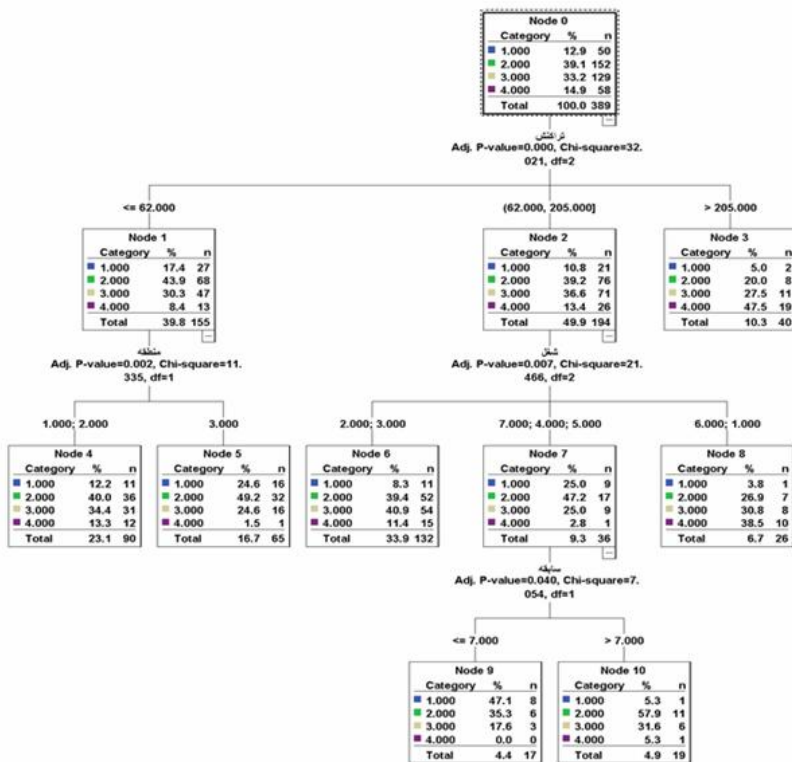 Node 0
Category % n
1.000 12.9 50
2.000 39.1 152
3.000 33.2 129
4.000 14.9 58
Total 100.0 389
تراکنش
Adj. P-value=0.000, Chi-square=32.
021, df=2
<= 62.000
(62.000, 205.000]
> 205.000
Node 1
Category % n
1.000 17.4 27
2.000 43.9 68
3.000 30.3 47
4.000 8.4 13
Total 39.8 155
Node 2
Category % n
1.000 10.8 21
2.000 39.2 76
3.000 36.6 71
4.000 13.4 26
Total 49.9 194
Node 3
Category % n
1.000 5.0 2
2.000 20.0 8
3.000 27.5 11
4.000 47.5 19
Total 10.3 40
منطقه
Adj. P-value=0.002, Chi-square=11.
335, df=1
شغل
Adj. P-value=0.007, Chi-square=21.
466, df=2
1.000; 2.000
3.000
2.000; 3.000
7.000; 4.000; 5.000
6.000; 1.000
Node 4
Category % n
1.000 12.2 11
2.000 40.0 36
3.000 34.4 31
4.000 13.3 12
Total 23.1 90
Node 5
Category % n
1.000 24.6 16
2.000 49.2 32
3.000 24.6 16
4.000 1.5 1
Total 16.7 65
Node 6
Category % n
1.000 8.3 11
2.000 39.4 52
3.000 40.9 54
4.000 11.4 15
Total 33.9 132
Node 7
Category % n
1.000 25.0 9
2.000 47.2 17
3.000 25.0 9
4.000 2.8 1
Total 9.3 36
Node 8
Category % n
1.000 3.8 1
2.000 26.9 7
3.000 30.8 8
4.000 38.5 10
Total 6.7 26
سابقه
Adj. P-value=0.040, Chi-square=7.
054, df=1
<= 7.000
> 7.000
Node 9
Category % n
1.000 47.1 8
2.000 35.3 6
3.000 17.6 3
4.000 0.0 0
Total 4.4 17
Node 10
Category % n
1.000 5.3 1
2.000 57.9 11
3.000 31.6 6
4.000 5.3 1
Total 4.9 19